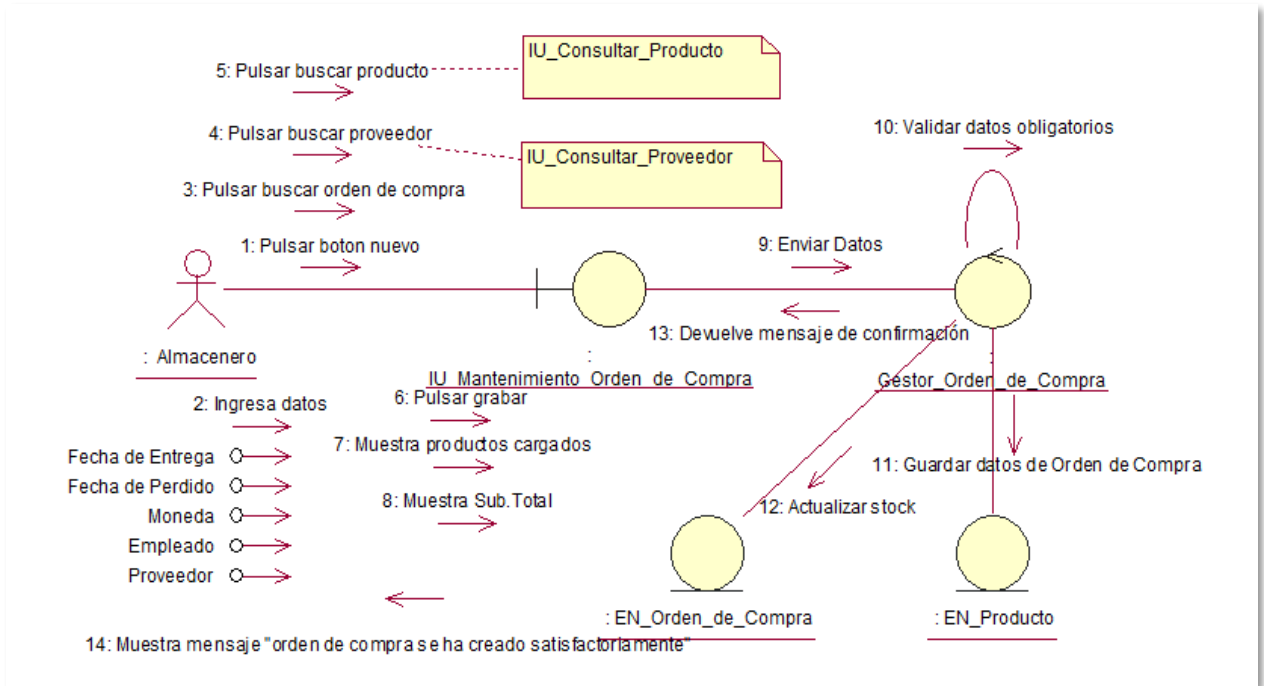 IU_Consultar_Producto
5: Pulsar buscar producto
4: Pulsar buscar proveedor
IU_Consultar_Proveedor
10: Validar datos obligatorios
3: Pulsar buscar orden de compra
1: Pulsar boton nuevo
9: Enviar Datos
13: Devuelve mensaje de confirmación
: Almacenero
:
IU_Mantenimiento_Orden_de_Compra
:
Gestor_Orden_de_Compra
2: Ingresa datos
6: Pulsar grabar
7: Muestra productos cargados
Fecha de Entrega
Fecha de Perdido
Moneda
Empleado
Proveedor
8: Muestra Sub.Total
11: Guardar datos de Orden de Compra
12: Actualizar stock
: EN_Orden_de_Compra
: EN_Producto
14: Muestra mensaje "orden de compra se ha creado satisfactoriamente"